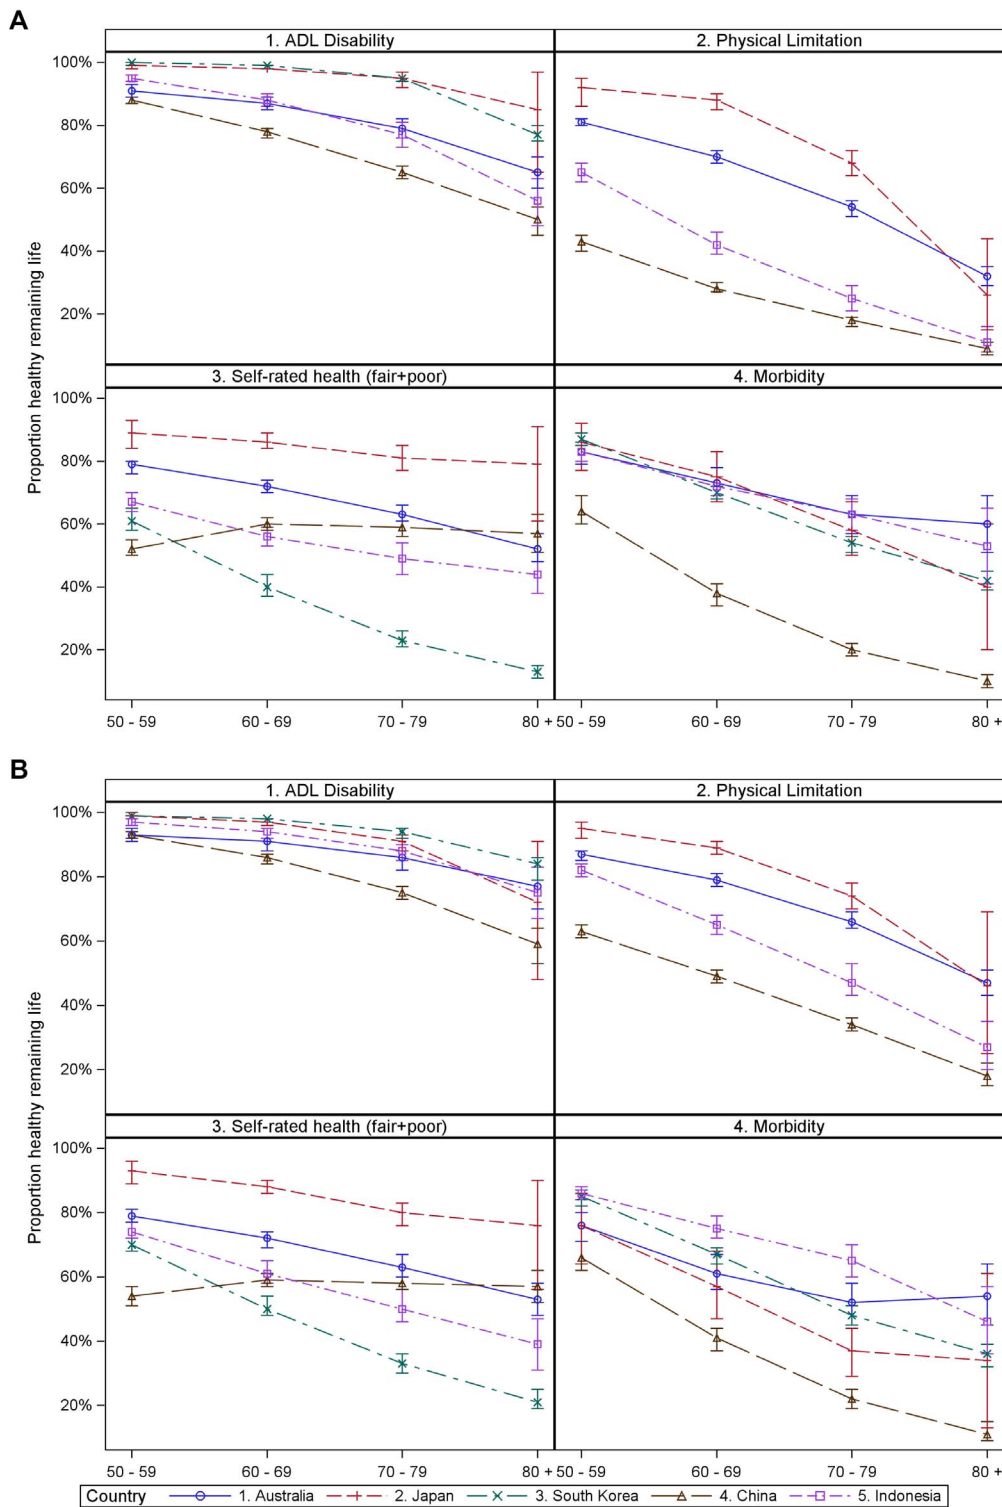 A
1. ADL Disability
2. Physical Limitation
100%
80%
60%
40%
20%
Proportion healthy remaining life
3. Self-rated health (fair+poor)
4. Morbidity
100%
80%
60%
40%
20%
50 - 59 60 - 69 70 - 79 80 + 50 - 59 60 - 69 70 - 79 80 +
B
1. ADL Disability
2. Physical Limitation
100%
80%
60%
40%
20%
Proportion healthy remaining life
3. Self-rated health (fair+poor)
4. Morbidity
100%
80%
60%
40%
20%
50 - 59 60 - 69 70 - 79 80 + 50 - 59 60 - 69 70 - 79 80 +
Country 1. Australia 2. Japan 3. South Korea 4. China 5. Indonesia